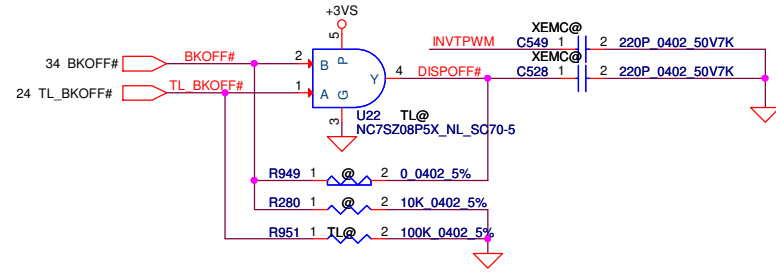 +3VS
XEMC@
INVTPWM C549 1 2 220P_0402_50V7K
XEMC@
34 BKOFF# BKOFF# 2 B P 5 Y 4 DISPOFF# C528 1 2 220P_0402_50V7K
24 TL_BKOFF# TL_BKOFF# 1 A G 3
U22 TL@
NC7SZ08P5X_NL_SC70-5
R949 1 @ 2 0_0402_5%
R280 1 @ 2 10K_0402_5%
R951 1 TL@ 2 100K_0402_5%